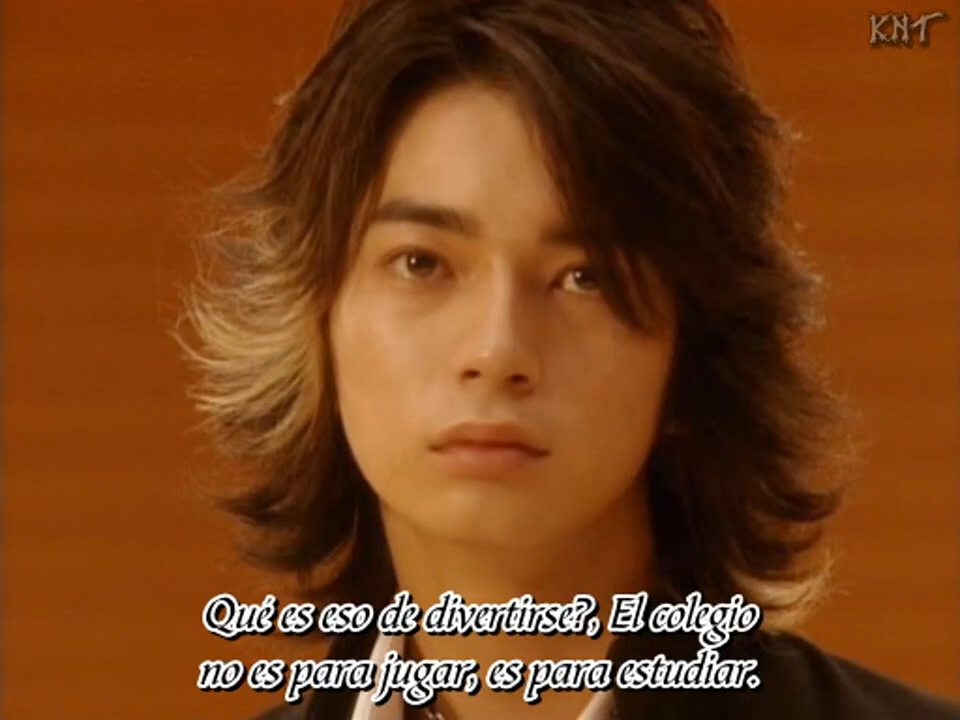 KNT
Qué es eso de divertirse?, El colegio
no es para jugar, es para estudiar.